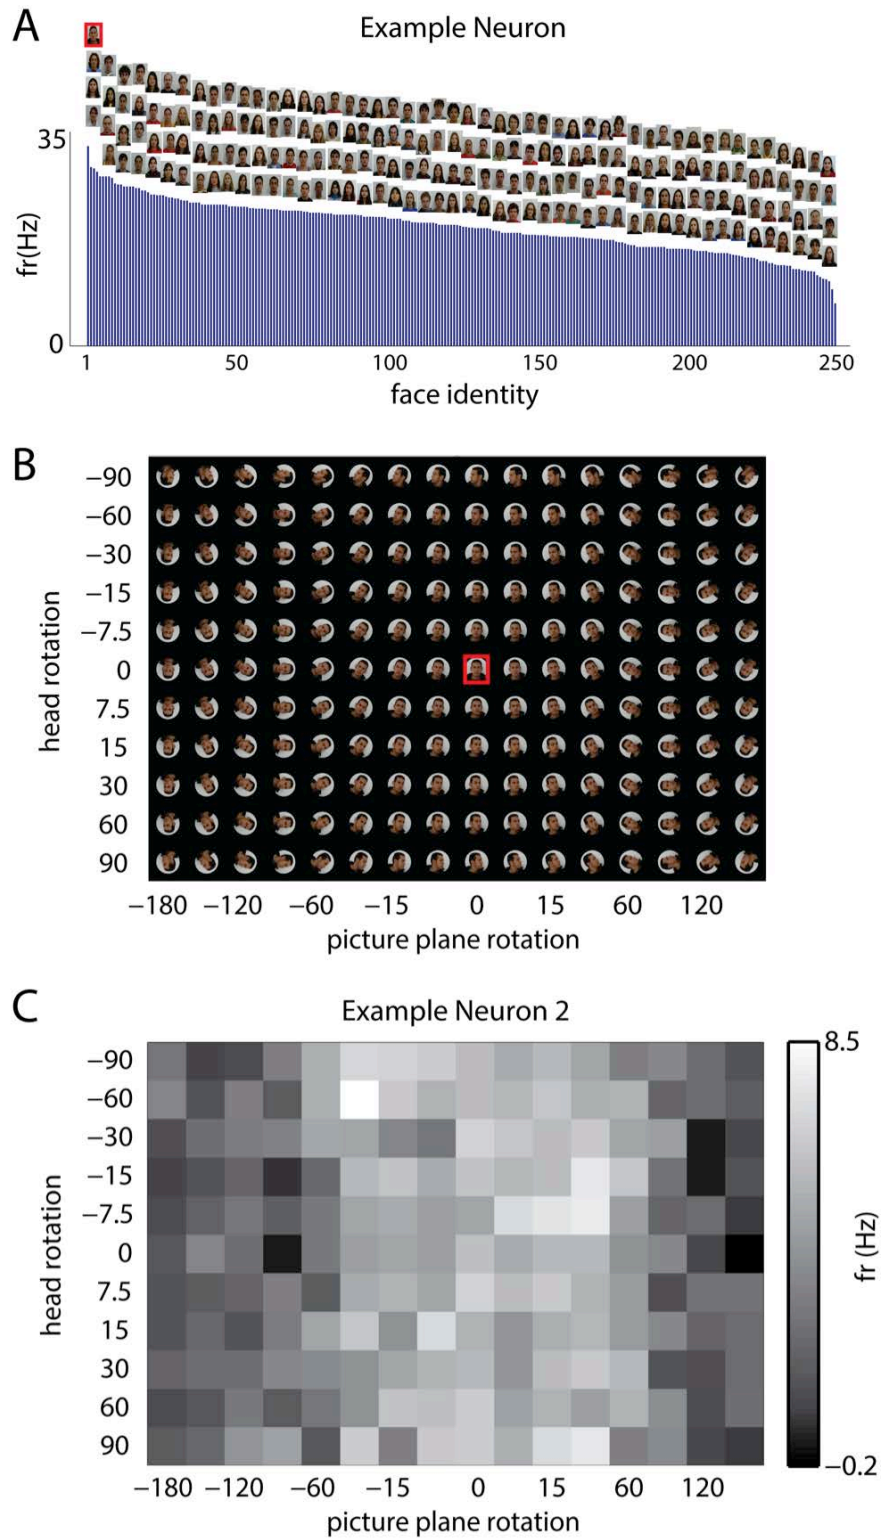 A
Example Neuron
35
fr(Hz)
0
1 50 100 150 200 250
face identity
B
−90
−60
−30
−15
−7.5
0
7.5
15
30
60
90
head rotation
−180 −120 −60 −15 0 15 60 120
picture plane rotation
C
Example Neuron 2
−90
−60
−30
−15
−7.5
0
7.5
15
30
60
90
head rotation
−180 −120 −60 −15 0 15 60 120
picture plane rotation
8.5
fr (Hz)
−0.2